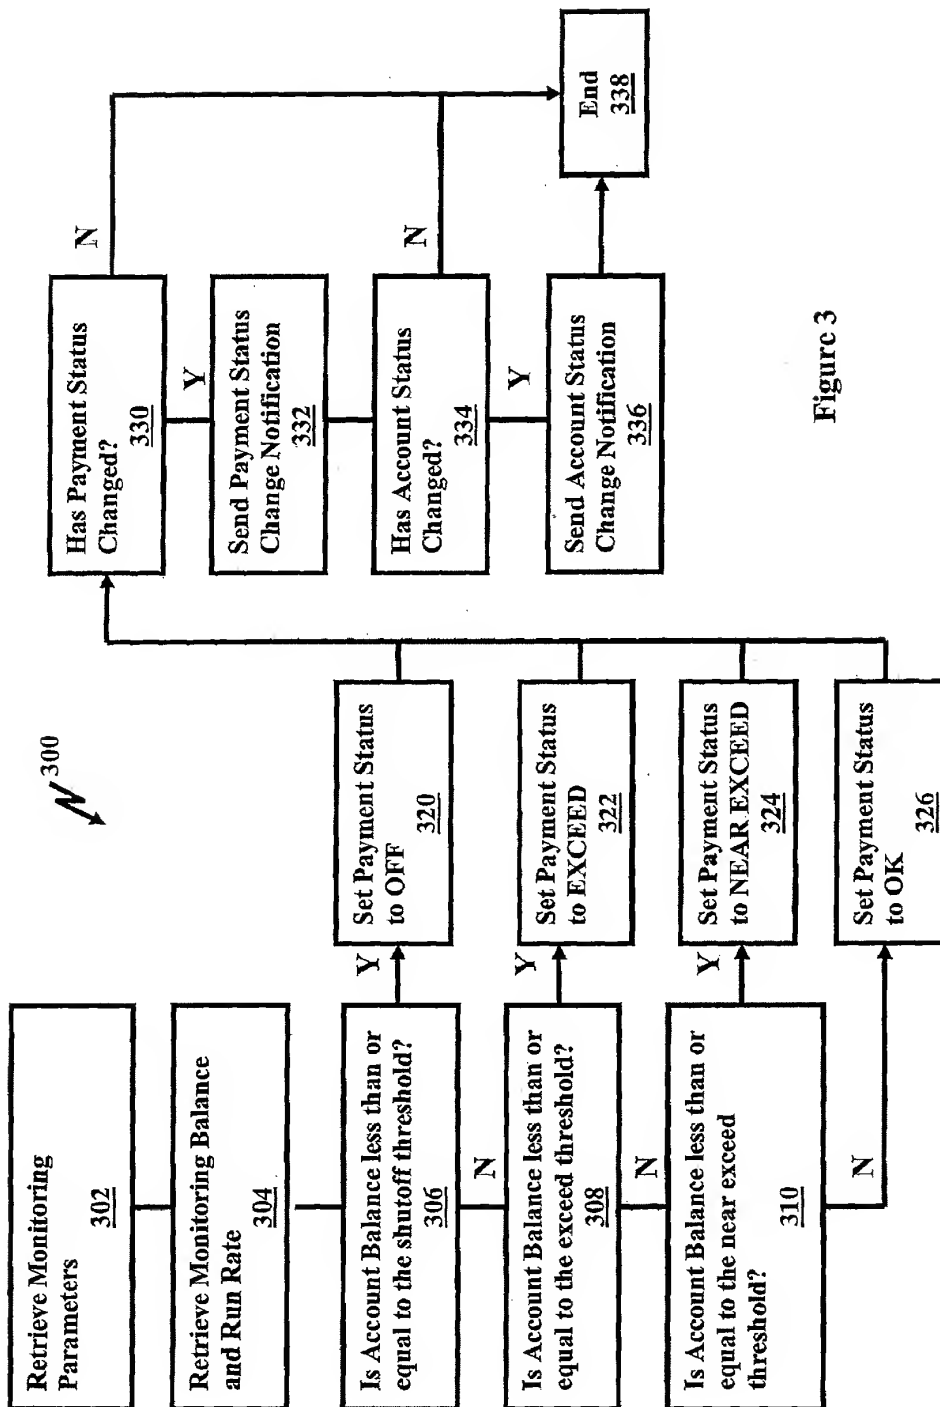 300
Retrieve Monitoring
Parameters
302
Retrieve Monitoring Balance
and Run Rate
304
Is Account Balance less than or
equal to the shutoff threshold?
306
Y
N
Is Account Balance less than or
equal to the exceed threshold?
308
Y
N
Is Account Balance less than or
equal to the near exceed
threshold?
310
Y
N
Set Payment Status
to OFF
320
Set Payment Status
to EXCEED
322
Set Payment Status
to NEAR EXCEED
324
Set Payment Status
to OK
326
Has Payment Status
Changed?
330
N
Y
Send Payment Status
Change Notification
332
Has Account Status
Changed?
334
N
Y
Send Account Status
Change Notification
336
End
338
Figure 3